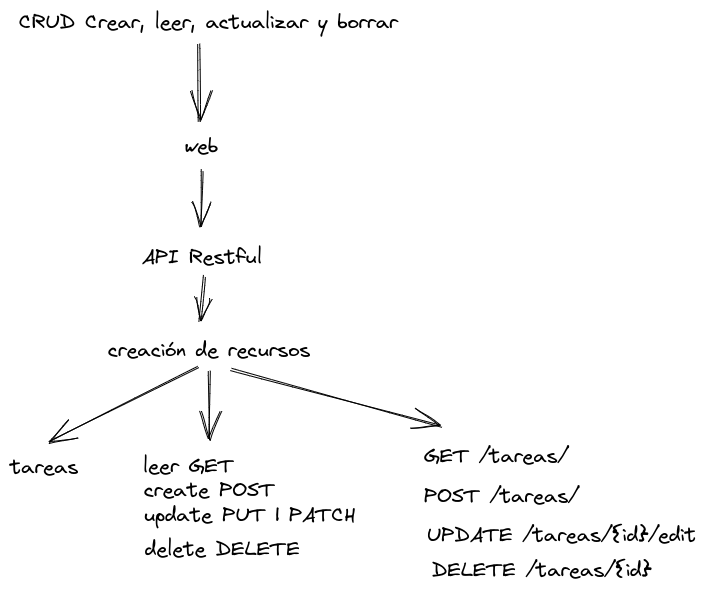 CRUD Crear, leer, actualizar y borrar
web
API Restful
creación de recursos
tareas
leer GET
create POST
update PUT | PATCH
delete DELETE
GET /tareas/
POST /tareas/
UPDATE /tareas/{id}/edit
DELETE /tareas/{id}